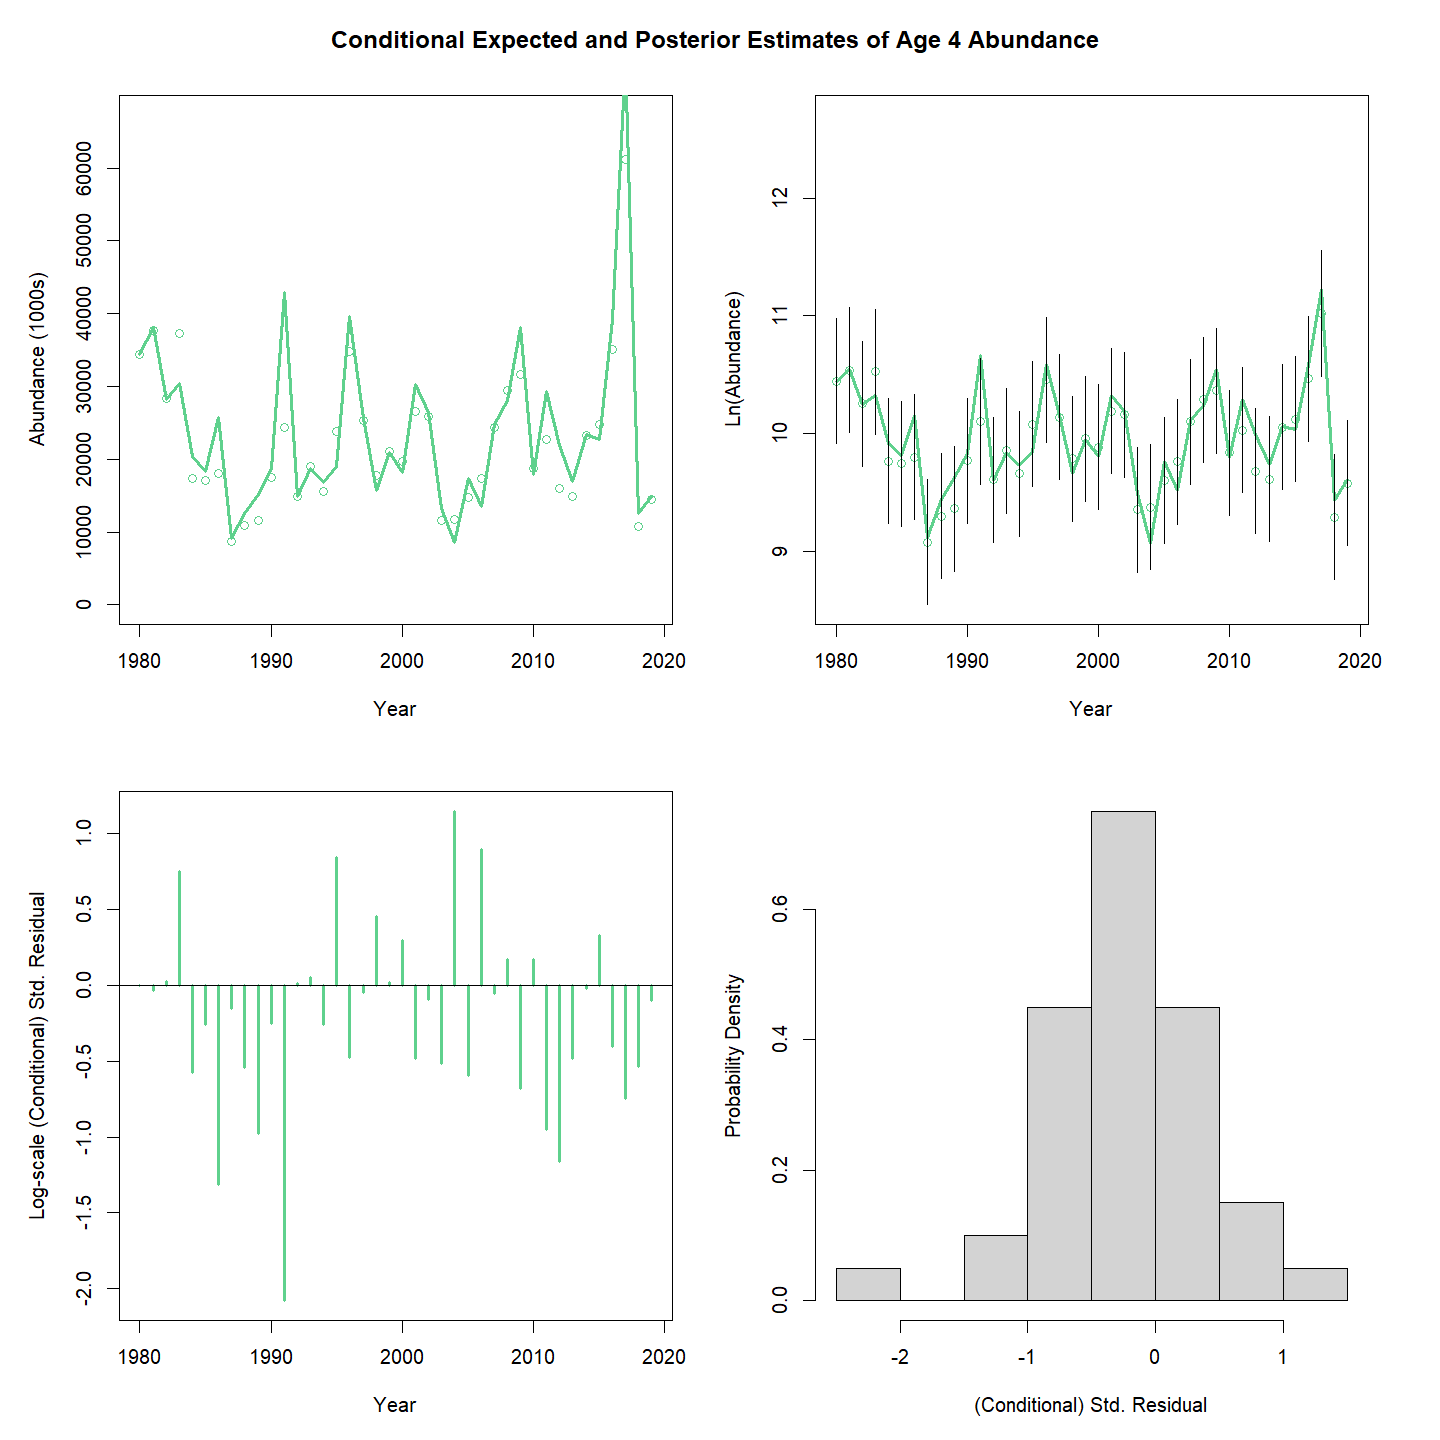 Conditional Expected and Posterior Estimates of Age 4 Abundance
Abundance (1000s)
0 10000 20000 30000 40000 50000 60000
1980 1990 2000 2010 2020
Year
Ln(Abundance)
9 10 11 12
1980 1990 2000 2010 2020
Year
Log-scale (Conditional) Std. Residual
-2.0 -1.5 -1.0 -0.5 0.0 0.5 1.0
1980 1990 2000 2010 2020
Year
Probability Density
0.0 0.2 0.4 0.6
-2 -1 0 1
(Conditional) Std. Residual